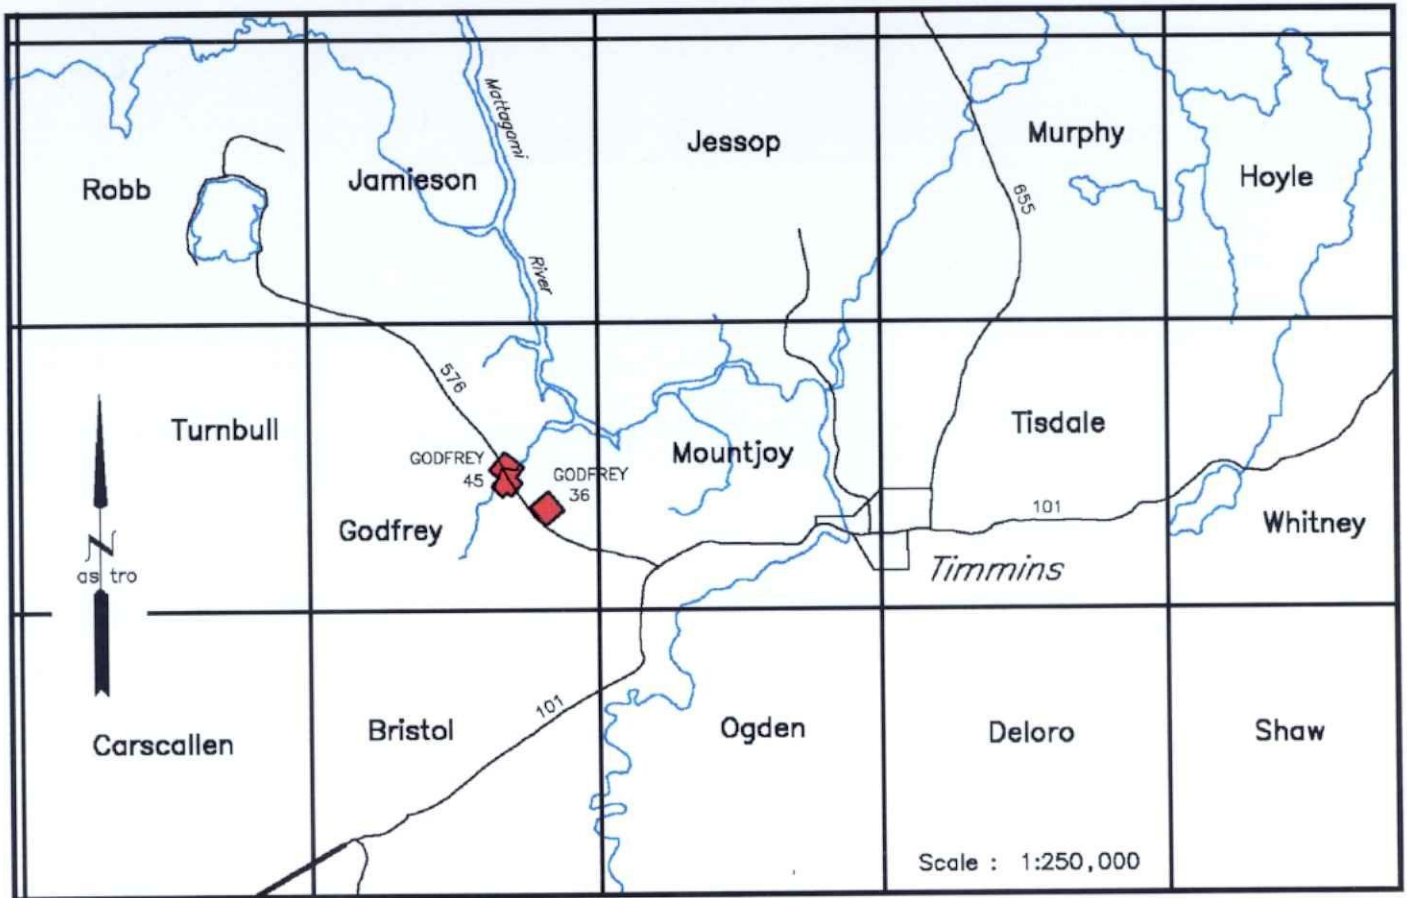 Mattagami
River
Robb
Jamieson
Jessop
Murphy
Hoyle
655
576
Turnbull
GODFREY
45
GODFREY
36
Godfrey
Mountjoy
Tisdale
101
Whitney
Timmins
N
as tro
101
Carscallen
Bristol
Ogden
Deloro
Shaw
Scale : 1:250,000